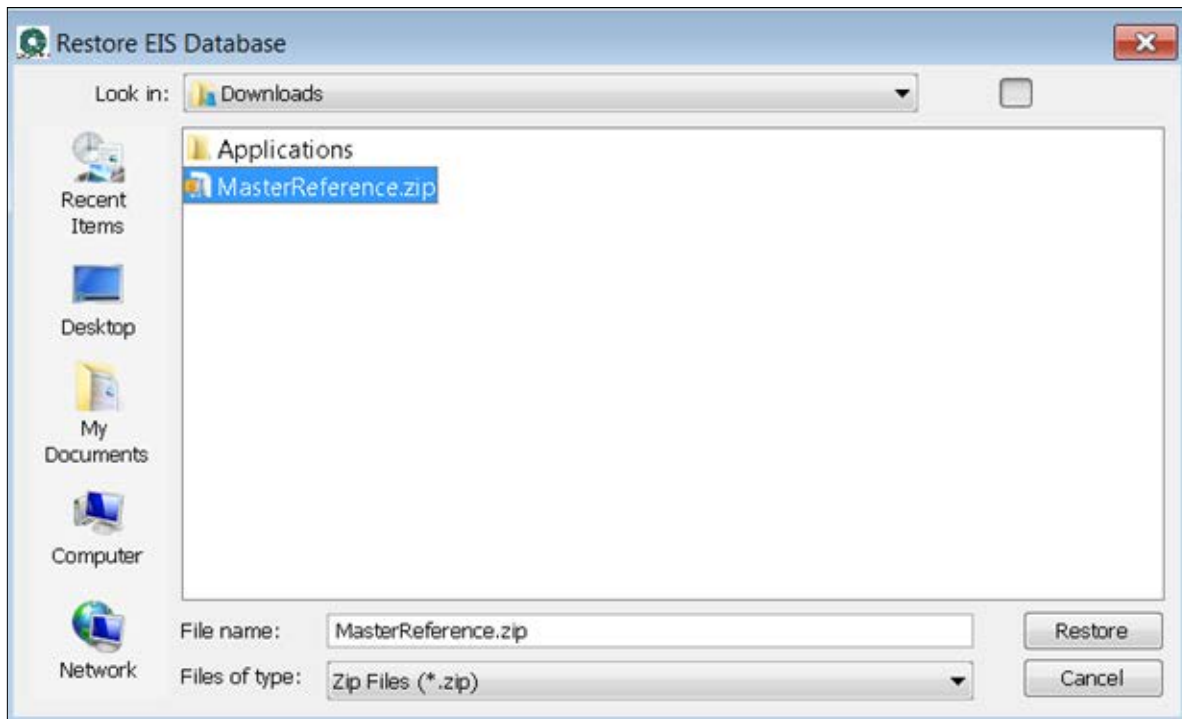 Restore EIS Database
Look in:
Downloads
Applications
MasterReference.zip
Recent
Items
Desktop
My
Documents
Computer
Network
File name:
MasterReference.zip
Restore
Files of type:
Zip Files (*.zip)
Cancel